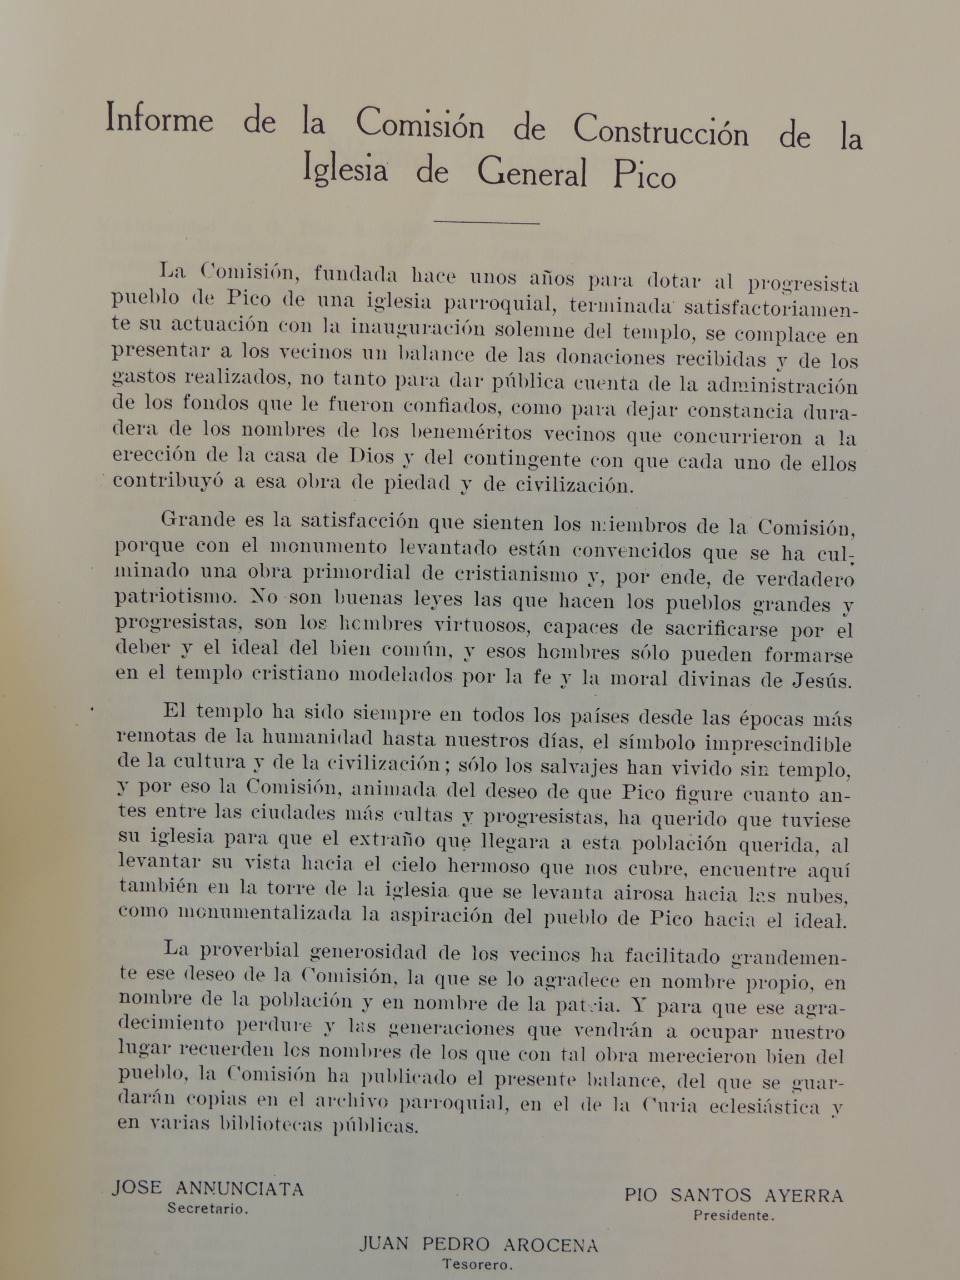 Informe de la Comisión de Construcción de la
Iglesia de General Pico
La Comisión, fundada hace unos años para dotar al progresista
pueblo de Pico de una iglesia parroquial, terminada satisfactoriamen-
te su actuación con la inauguración solemne del templo, se complace en
presentar a los vecinos un balance de las donaciones recibidas y de los
gastos realizados, no tanto para dar pública cuenta de la administración
de los fondos que le fueron confiados, como para dejar constancia dura-
dera de los nombres de los beneméritos vecinos que concurrieron a la
erección de la casa de Dios y del contingente con que cada uno de ellos
contribuyó a esa obra de piedad y de civilización.
Grande es la satisfacción que sienten los miembros de la Comisión,
porque con el monumento levantado están convencidos que se ha cul-
minado una obra primordial de cristianismo y, por ende, de verdadero
patriotismo. No son buenas leyes las que hacen los pueblos grandes y
progresistas, son los hombres virtuosos, capaces de sacrificarse por el
deber y el ideal del bien común, y esos hombres sólo pueden formarse
en el templo cristiano modelados por la fe y la moral divinas de Jesús.
El templo ha sido siempre en todos los países desde las épocas más
remotas de la humanidad hasta nuestros días, el símbolo imprescindible
de la cultura y de la civilización; sólo los salvajes han vivido sin templo,
y por eso la Comisión, animada del deseo de que Pico figure cuanto an-
tes entre las ciudades más cultas y progresistas, ha querido que tuviese
su iglesia para que el extraño que llegara a esta población querida, al
levantar su vista hacia el cielo hermoso que nos cubre, encuentre aquí
también en la torre de la iglesia que se levanta airosa hacia las nubes,
como monumentalizada la aspiración del pueblo de Pico hacia el ideal.
La proverbial generosidad de los vecinos ha facilitado grandemen-
te ese deseo de la Comisión, la que se lo agradece en nombre propio, en
nombre de la población y en nombre de la patria. Y para que ese agra-
decimiento perdure y las generaciones que vendrán a ocupar nuestro
lugar recuerden los nombres de los que con tal obra merecieron bien del
pueblo, la Comisión ha publicado el presente balance, del que se guar-
darán copias en el archivo parroquial, en el de la Curia eclesiástica y
en varias bibliotecas públicas.
JOSE ANNUNCIATA
Secretario.
PIO SANTOS AYERRA
Presidente.
JUAN PEDRO AROCENA
Tesorero.